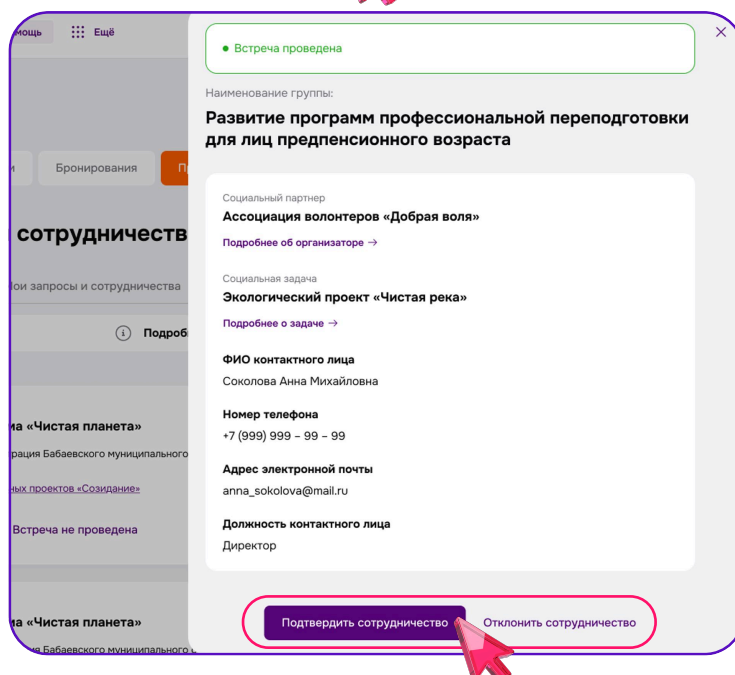 мощь
Ещё
Бронирования
сотрудничеств
запросы и сотрудничества
Подроб
ма «Чистая планета»
рация Бабаевского муниципального
ных проектов «Созидание»
Встреча не проведена
ма «Чистая планета»
Бабаевского муниципального
Встреча проведена
Наименование группы:
Развитие программ профессиональной переподготовки
для лиц предпенсионного возраста
Социальный партнер
Ассоциация волонтеров «Добрая воля»
Подробнее об организаторе →
Социальная задача
Экологический проект «Чистая река»
Подробнее о задаче →
ФИО контактного лица
Соколова Анна Михайловна
Номер телефона
+7 (999) 999 – 99 – 99
Адрес электронной почты
anna_sokolova@mail.ru
Должность контактного лица
Директор
Подтвердить сотрудничество
Отклонить сотрудничество